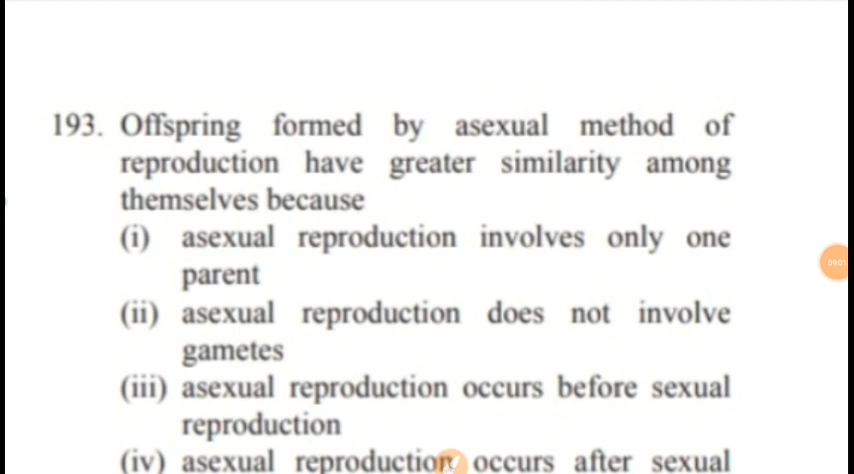 193. Offspring formed by asexual method of
reproduction have greater similarity among
themselves because
(i) asexual reproduction involves only one
parent
(ii) asexual reproduction does not involve
gametes
(iii) asexual reproduction occurs before sexual
reproduction
(iv) asexual reproduction occurs after sexual
09:01